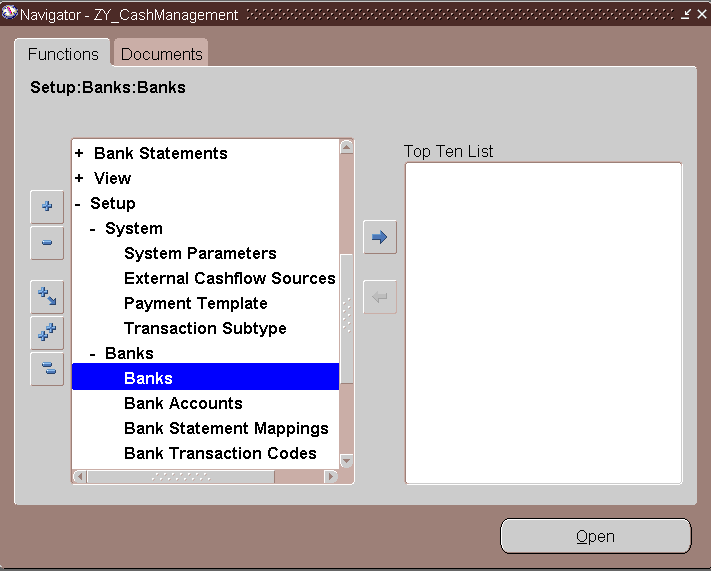 Navigator - ZY_CashManagement
Functions
Documents
Setup:Banks:Banks
Top Ten List
+ Bank Statements
+ View
- Setup
- System
System Parameters
External Cashflow Sources
Payment Template
Transaction Subtype
- Banks
Banks
Bank Accounts
Bank Statement Mappings
Bank Transaction Codes
Open